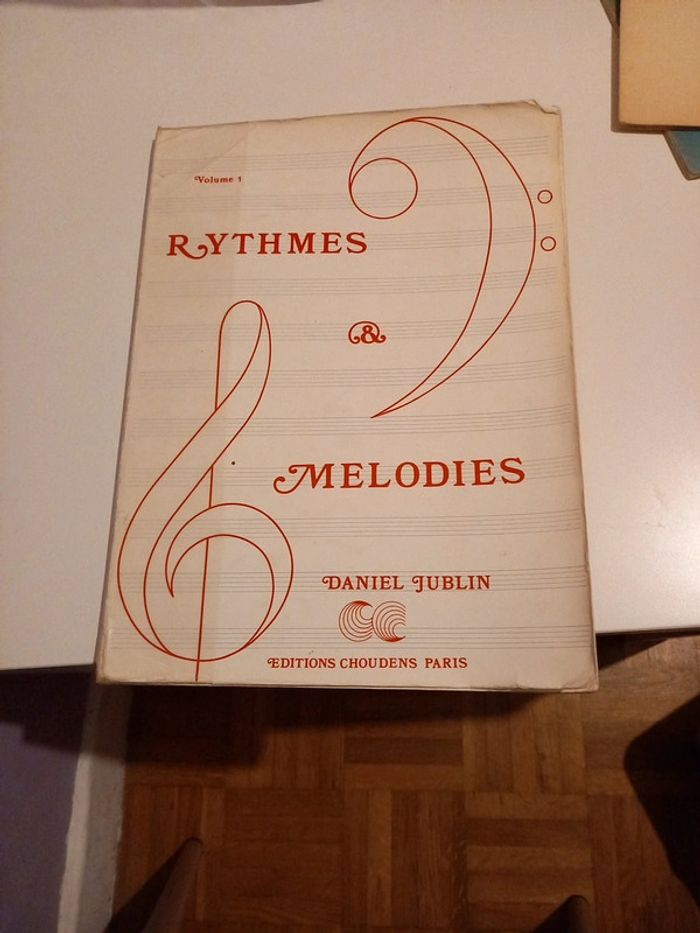 Volume 1
RYTHMES
&
MELODIES
DANIEL JUBLIN
EDITIONS CHOUDENS PARIS